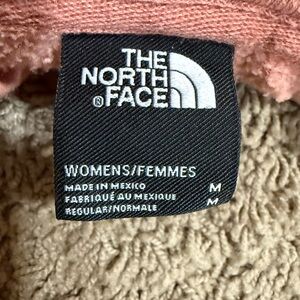 THE
NORTH
®FACE
WOMENS/FEMMES
MADE IN MEXICO M
FABRIQUÉ AU MEXIQUE M
REGULAR/NORMALE